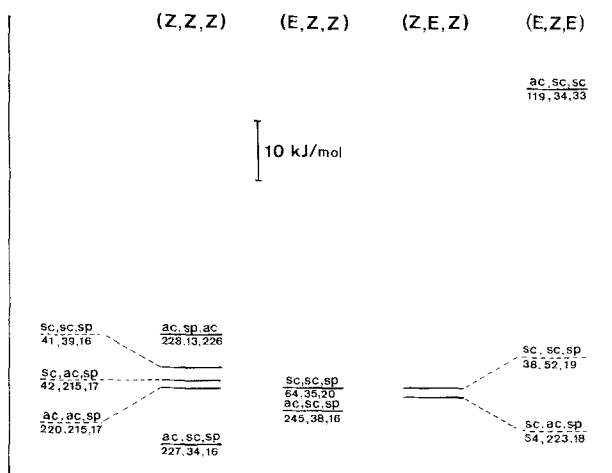 (Z,Z,Z) (E,Z,Z) (Z,E,Z) (E,Z,E)
ac,sc,sc
119,34,33
10 kJ/mol
sc,sc,sp
41,39,16
ac,sp,ac
228,13,226
sc,sc,sp
38,52,19
sc,ac,sp
42,215,17
sc,sc,sp
64,35,20
ac,ac,sp
220,215,17
ac,sc,sp
245,38,16
ac,sc,sp
227,34,16
sc,ac,sp
54,223,18